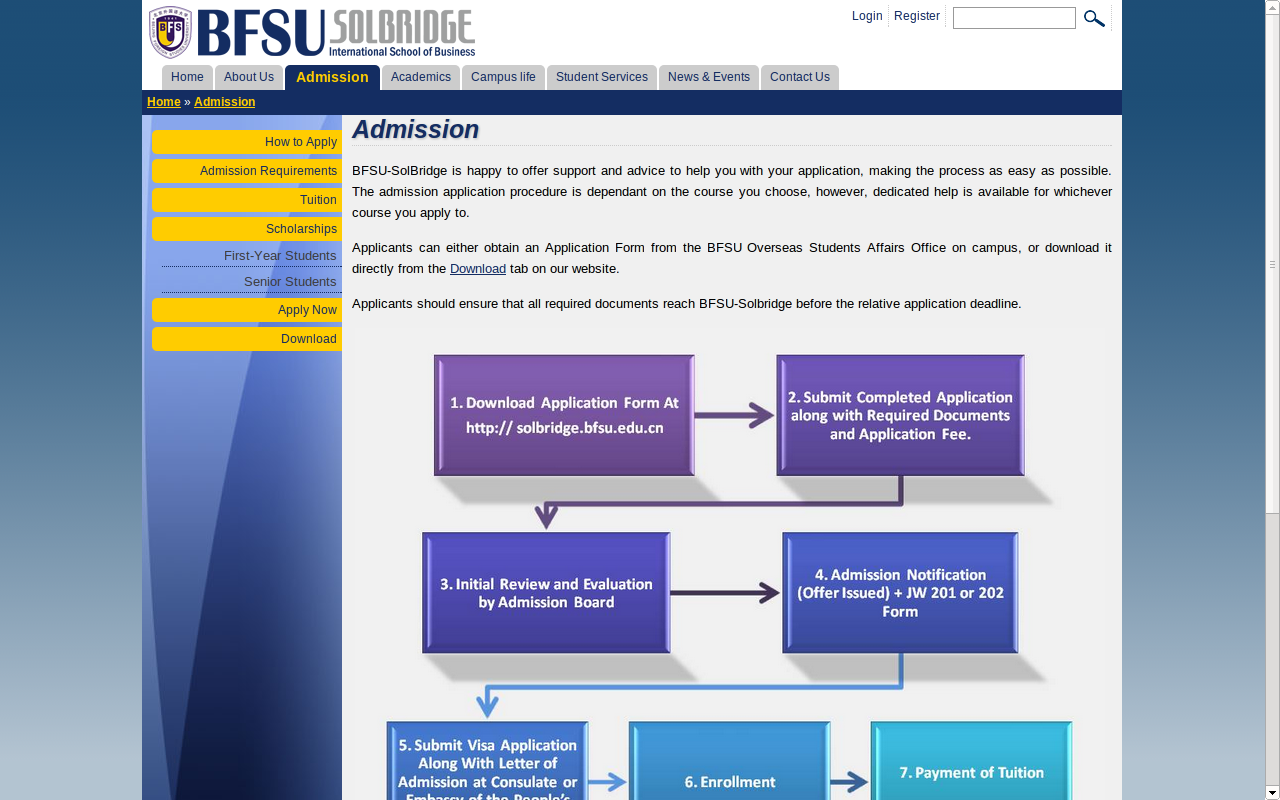 BFSU SOLBRIDGE
International School of Business
Login Register
Home About Us Admission Academics Campus life Student Services News & Events Contact Us
Home » Admission
How to Apply
Admission Requirements
Tuition
Scholarships
First-Year Students
Senior Students
Apply Now
Download
Admission
BFSU-SolBridge is happy to offer support and advice to help you with your application, making the process as easy as possible.
The admission application procedure is dependant on the course you choose, however, dedicated help is available for whichever
course you apply to.
Applicants can either obtain an Application Form from the BFSU Overseas Students Affairs Office on campus, or download it
directly from the Download tab on our website.
Applicants should ensure that all required documents reach BFSU-Solbridge before the relative application deadline.
1. Download Application Form At
http:// solbridge.bfsu.edu.cn
2. Submit Completed Application
along with Required Documents
and Application Fee.
3. Initial Review and Evaluation
by Admission Board
4. Admission Notification
(Offer Issued) + JW 201 or 202
Form
5. Submit Visa Application
Along With Letter of
Admission at Consulate or
Embassy of the People's
6. Enrollment
7. Payment of Tuition